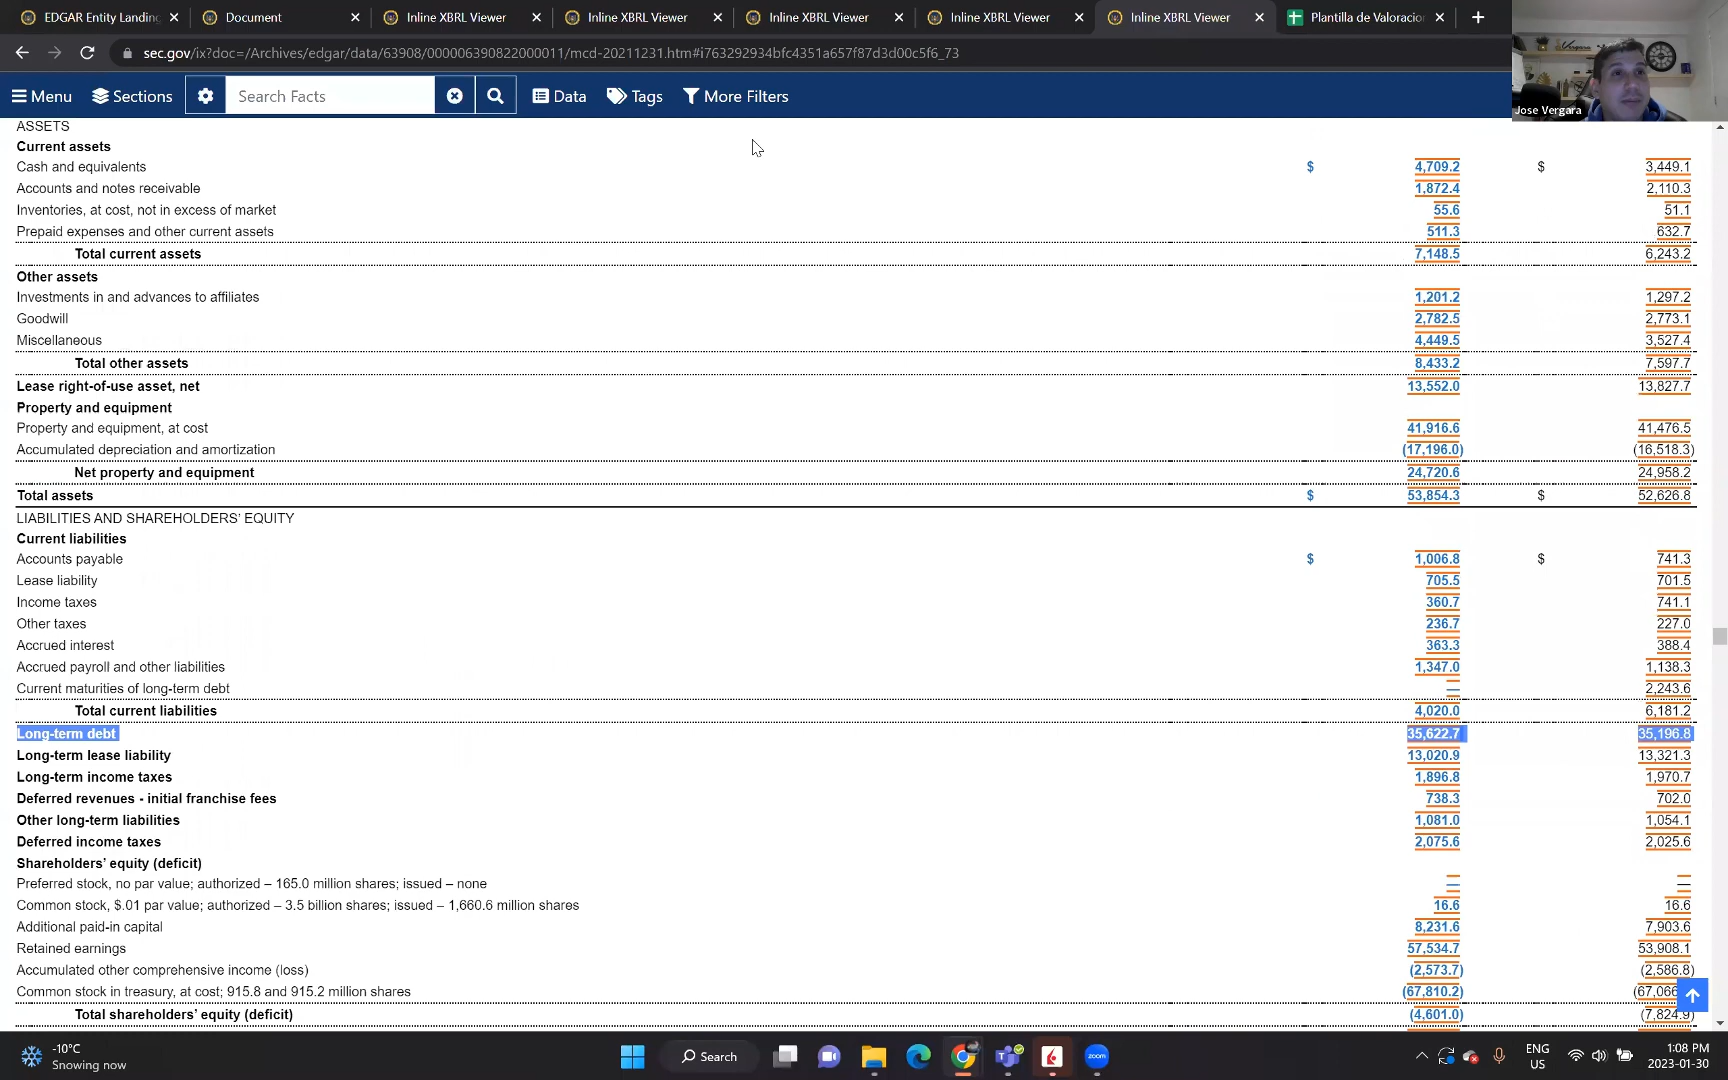 EDGAR Entity Landing
Document
Inline XBRL Viewer
Inline XBRL Viewer
Inline XBRL Viewer
Inline XBRL Viewer
Inline XBRL Viewer
Plantilla de Valoracion
sec.gov/ix?doc=/Archives/edgar/data/63908/000006390822000011/mcd-20211231.htm#i763292934bfc4351a657f87d3d00c5f6_73
Menu Sections Search Facts Data Tags More Filters
Jose Vergara
ASSETS
Current assets
Cash and equivalents $ 4,709.2 $ 3,449.1
Accounts and notes receivable 1,872.4 2,110.3
Inventories, at cost, not in excess of market 55.6 51.1
Prepaid expenses and other current assets 511.3 632.7
Total current assets 7,148.5 6,243.2
Other assets
Investments in and advances to affiliates 1,201.2 1,297.2
Goodwill 2,782.5 2,773.1
Miscellaneous 4,449.5 3,527.4
Total other assets 8,433.2 7,597.7
Lease right-of-use asset, net 13,552.0 13,827.7
Property and equipment
Property and equipment, at cost 41,916.6 41,476.5
Accumulated depreciation and amortization (17,196.0) (16,518.3)
Net property and equipment 24,720.6 24,958.2
Total assets $ 53,854.3 $ 52,626.8
LIABILITIES AND SHAREHOLDERS’ EQUITY
Current liabilities
Accounts payable $ 1,006.8 $ 741.3
Lease liability 705.5 701.5
Income taxes 360.7 741.1
Other taxes 236.7 227.0
Accrued interest 363.3 388.4
Accrued payroll and other liabilities 1,347.0 1,138.3
Current maturities of long-term debt — 2,243.6
Total current liabilities 4,020.0 6,181.2
Long-term debt 35,622.7 35,196.8
Long-term lease liability 13,020.9 13,321.3
Long-term income taxes 1,896.8 1,970.7
Deferred revenues - initial franchise fees 738.3 702.0
Other long-term liabilities 1,081.0 1,054.1
Deferred income taxes 2,075.6 2,025.6
Shareholders’ equity (deficit)
Preferred stock, no par value; authorized – 165.0 million shares; issued – none — —
Common stock, $.01 par value; authorized – 3.5 billion shares; issued – 1,660.6 million shares 16.6 16.6
Additional paid-in capital 8,231.6 7,903.6
Retained earnings 57,534.7 53,908.1
Accumulated other comprehensive income (loss) (2,573.7) (2,586.8)
Common stock in treasury, at cost; 915.8 and 915.2 million shares (67,810.2) (67,066
Total shareholders’ equity (deficit) (4,601.0) (7,824.9)
-10°C
Snowing now
Search
zoom
ENG
US
1:08 PM
2023-01-30